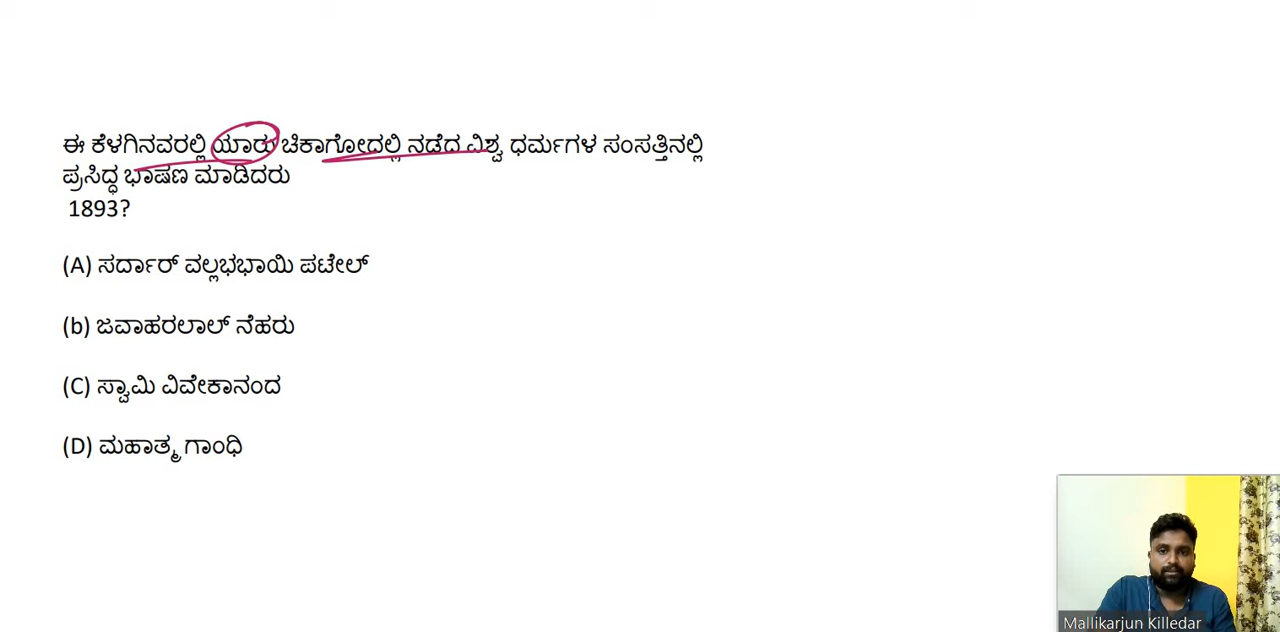 ಈ ಕೆಳಗಿನವರಲ್ಲಿ ಯಾರು ಚಿಕಾಗೋದಲ್ಲಿ ನಡೆದ ವಿಶ್ವ ಧರ್ಮಗಳ ಸಂಸತ್ತಿನಲ್ಲಿ
ಪ್ರಸಿದ್ಧ ಭಾಷಣ ಮಾಡಿದರು
1893?
(A) ಸರ್ದಾರ್ ವಲ್ಲಭಭಾಯಿ ಪಟೇಲ್
(b) ಜವಾಹರಲಾಲ್ ನೆಹರು
(C) ಸ್ವಾಮಿ ವಿವೇಕಾನಂದ
(D) ಮಹಾತ್ಮ ಗಾಂಧಿ
Mallikarjun Killedar